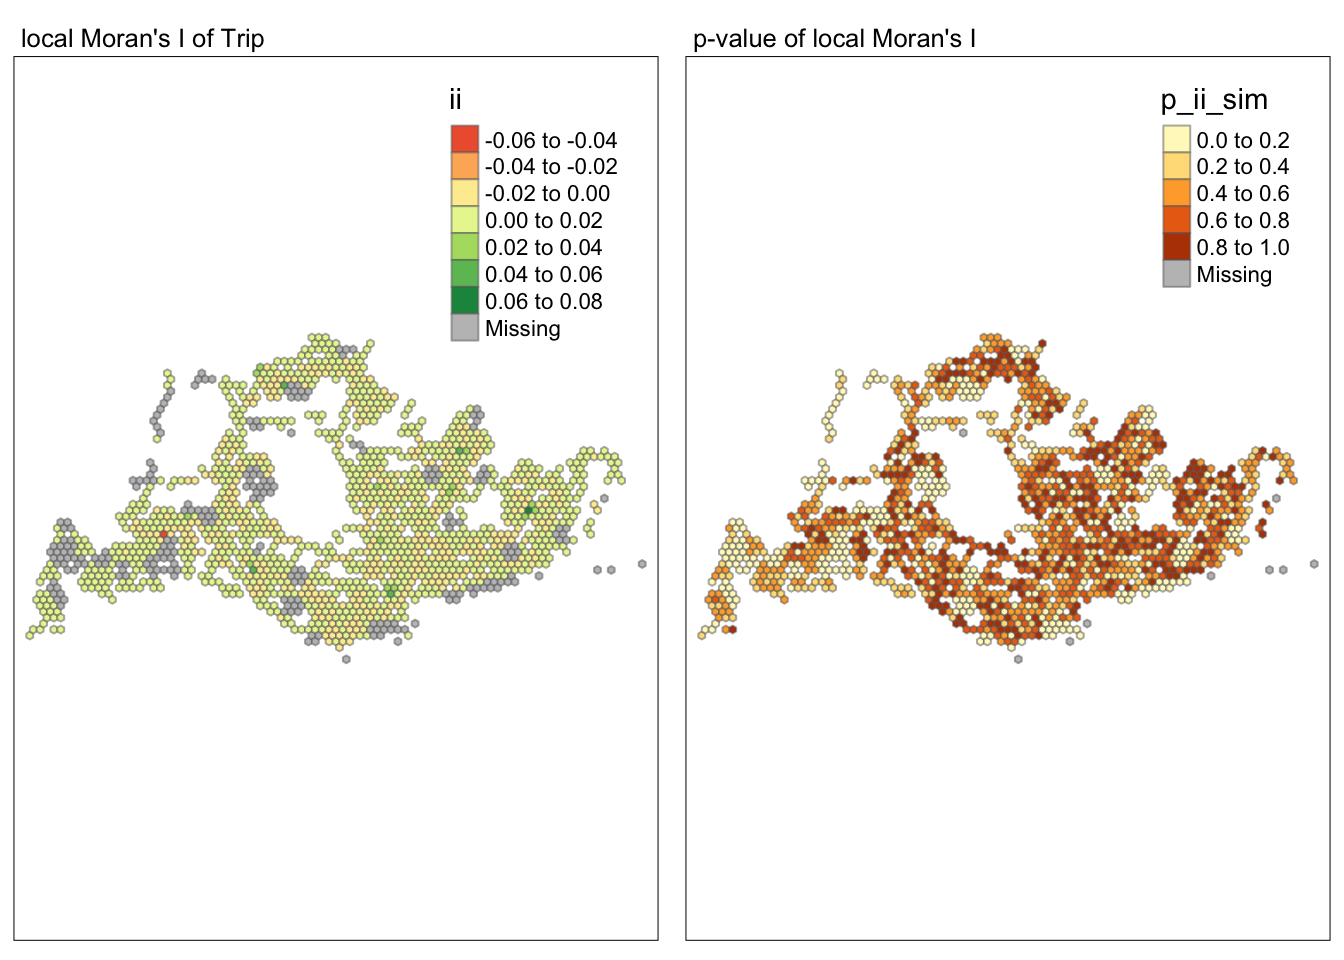 local Moran's I of Trip
ii
-0.06 to -0.04
-0.04 to -0.02
-0.02 to 0.00
0.00 to 0.02
0.02 to 0.04
0.04 to 0.06
0.06 to 0.08
Missing
p-value of local Moran's I
p_ii_sim
0.0 to 0.2
0.2 to 0.4
0.4 to 0.6
0.6 to 0.8
0.8 to 1.0
Missing